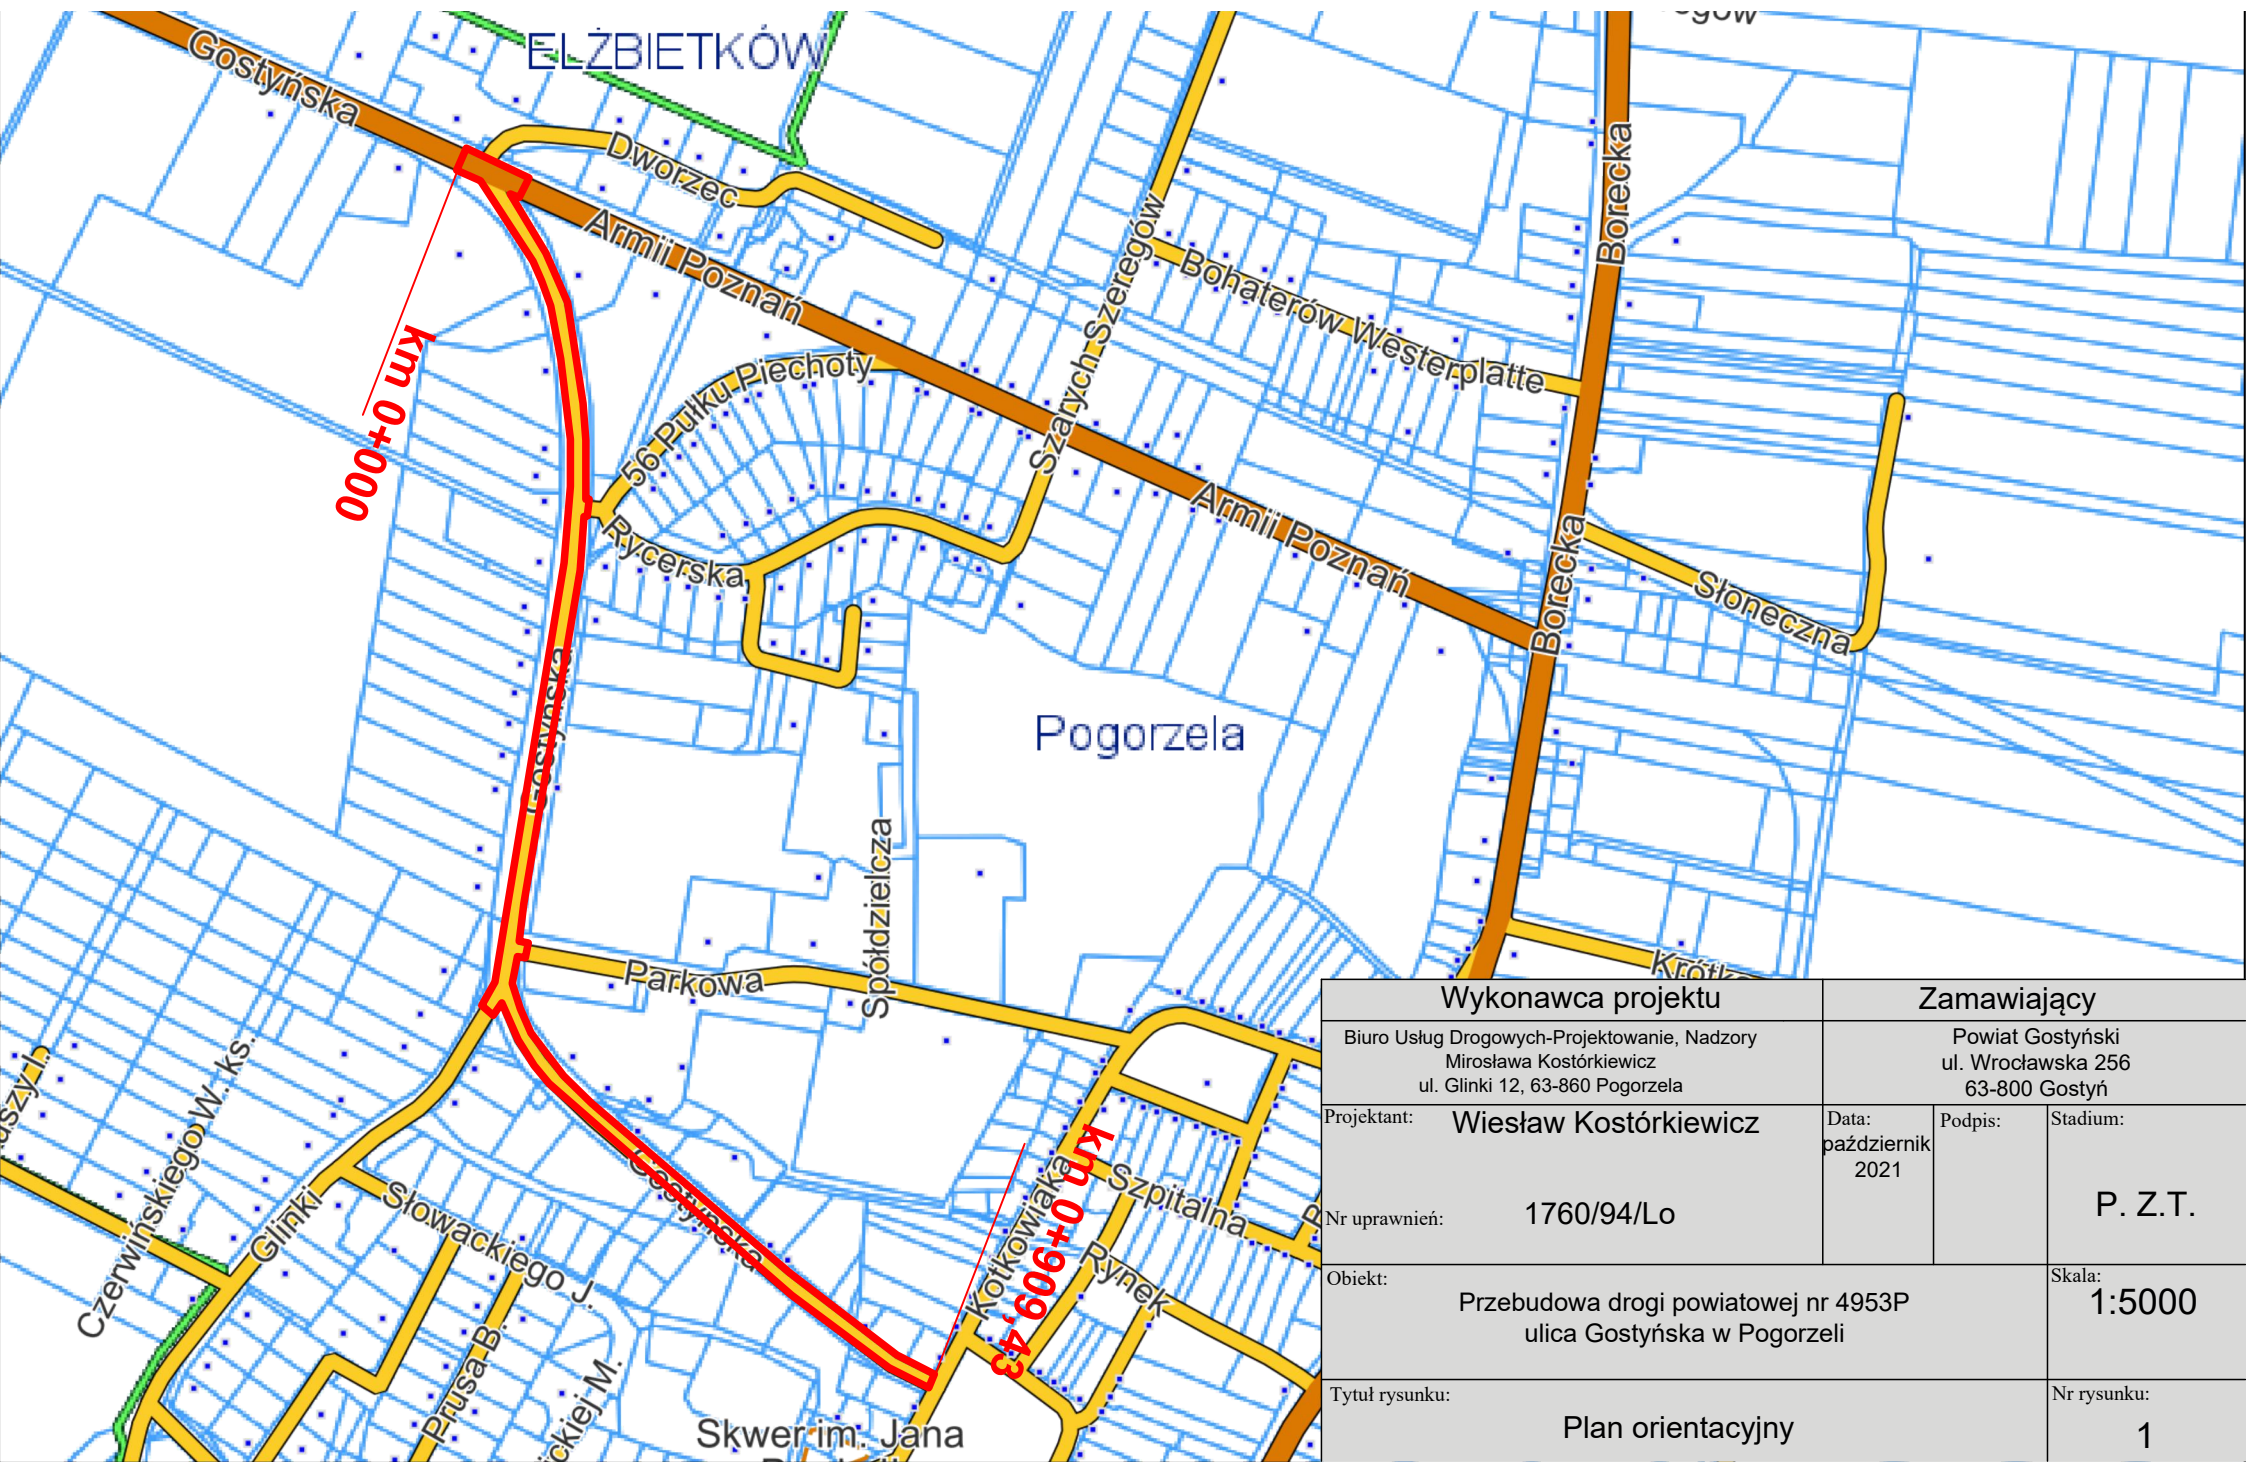 ELŻBIETKÓW
Gostyńska
Dworzec
Armii Poznań
Szarych Szeregów
Bohaterów Westerplatte
Borecka
km 0+000
56 Pułku Piechoty
Rycerska
Armii Poznań
Borecka
Słoneczna
Gostyńska
Pogorzela
Spółdzielcza
Parkowa
Czerwińskiego W. ks.
Glinki
Słowackiego J.
Prusa B.
Gostyńska
Kotkowiaka
km 0+909,43
Szpitalna
Rynek
Skwer im. Jana
Wykonawca projektu
Zamawiający
Biuro Usług Drogowych-Projektowanie, Nadzory
Mirosława Kostórkiewicz
ul. Glinki 12, 63-860 Pogorzela
Powiat Gostyński
ul. Wrocławska 256
63-800 Gostyń
Projektant: Wiesław Kostórkiewicz
Nr uprawnień: 1760/94/Lo
Data:
październik
2021
Podpis:
Stadium:
P. Z.T.
Obiekt:
Przebudowa drogi powiatowej nr 4953P
ulica Gostyńska w Pogorzeli
Skala:
1:5000
Tytuł rysunku:
Plan orientacyjny
Nr rysunku:
1